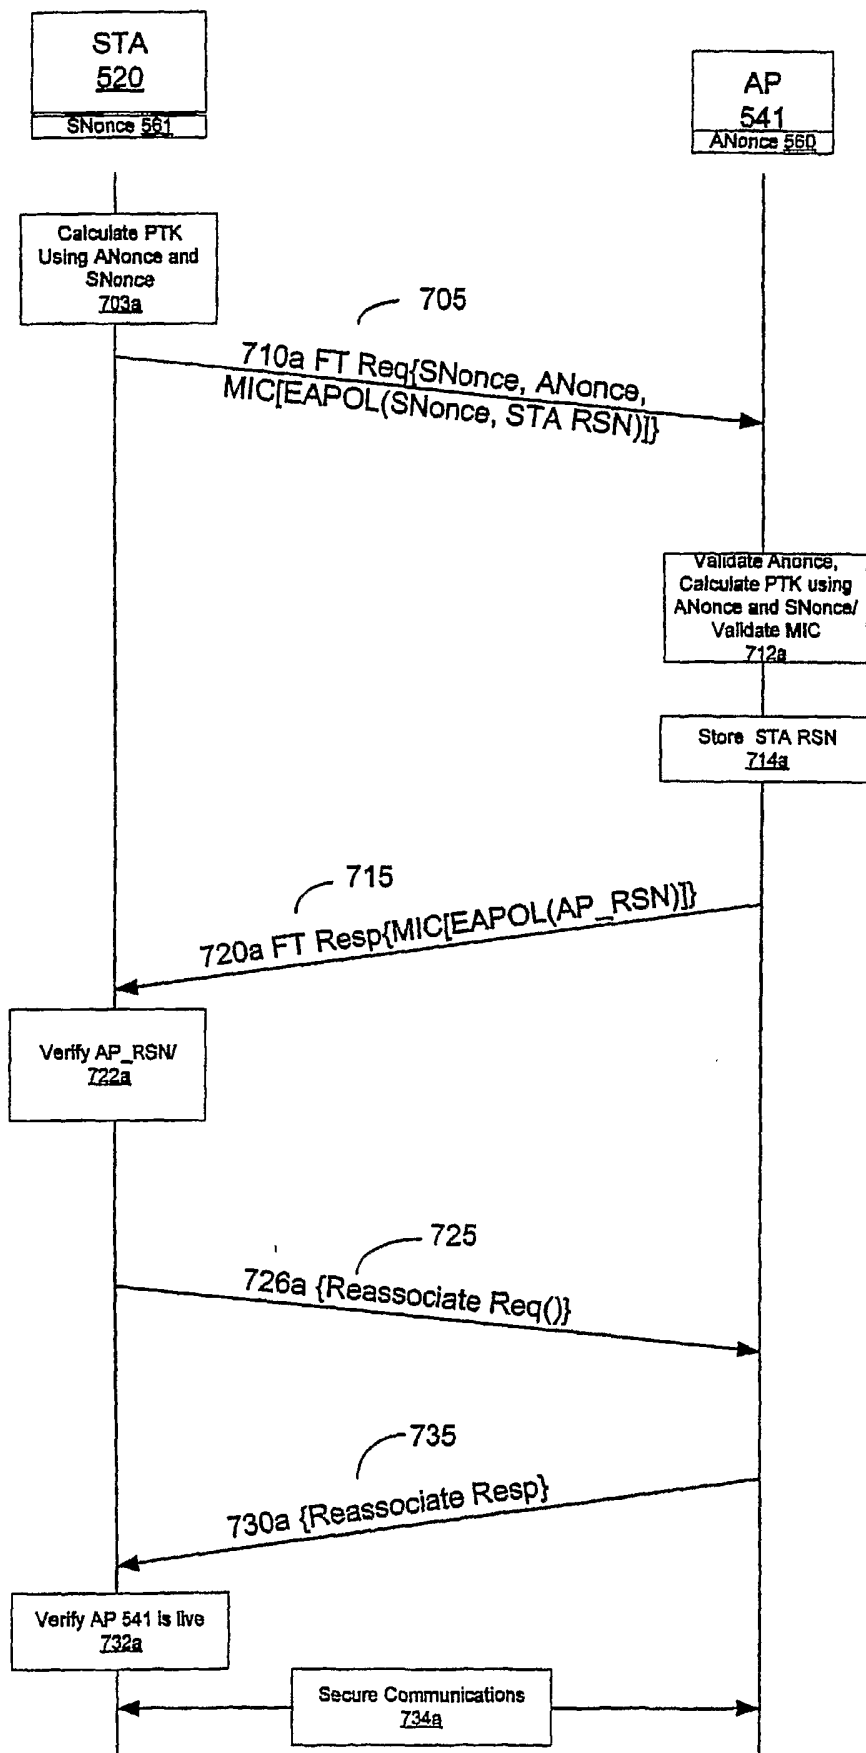 STA
520
SNonce 561
AP
541
ANonce 560
Calculate PTK
Using ANonce and
SNonce
703a
705
710a FT Req{SNonce, ANonce,
MIC[EAPOL(SNonce, STA RSN)]}
Validate Anonce,
Calculate PTK using
ANonce and SNonce/
Validate MIC
712a
Store STA RSN
714a
715
720a FT Resp{MIC[EAPOL(AP_RSN)]}
Verify AP_RSN/
722a
725
726a {Reassociate Req()}
735
730a {Reassociate Resp}
Verify AP 541 is live
732a
Secure Communications
734a